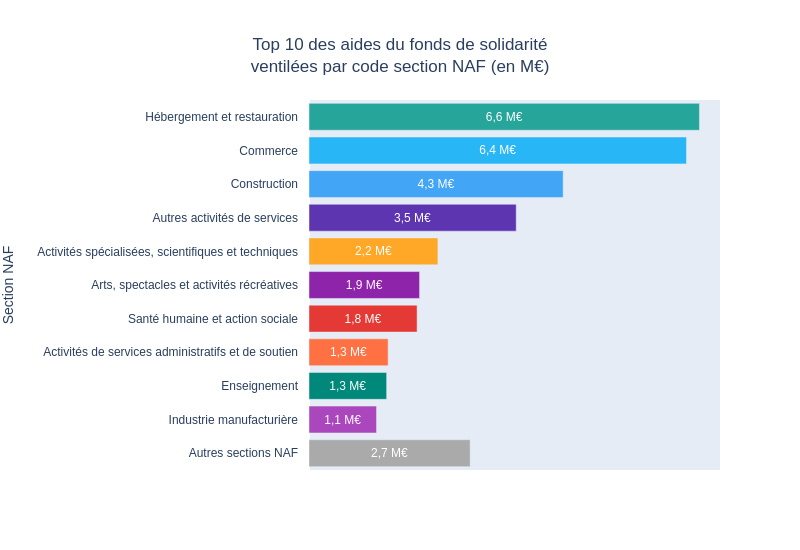 Top 10 des aides du fonds de solidarité
ventilées par code section NAF (en M€)
Section NAF
Hébergement et restauration 6,6 M€
Commerce 6,4 M€
Construction 4,3 M€
Autres activités de services 3,5 M€
Activités spécialisées, scientifiques et techniques 2,2 M€
Arts, spectacles et activités récréatives 1,9 M€
Santé humaine et action sociale 1,8 M€
Activités de services administratifs et de soutien 1,3 M€
Enseignement 1,3 M€
Industrie manufacturière 1,1 M€
Autres sections NAF 2,7 M€